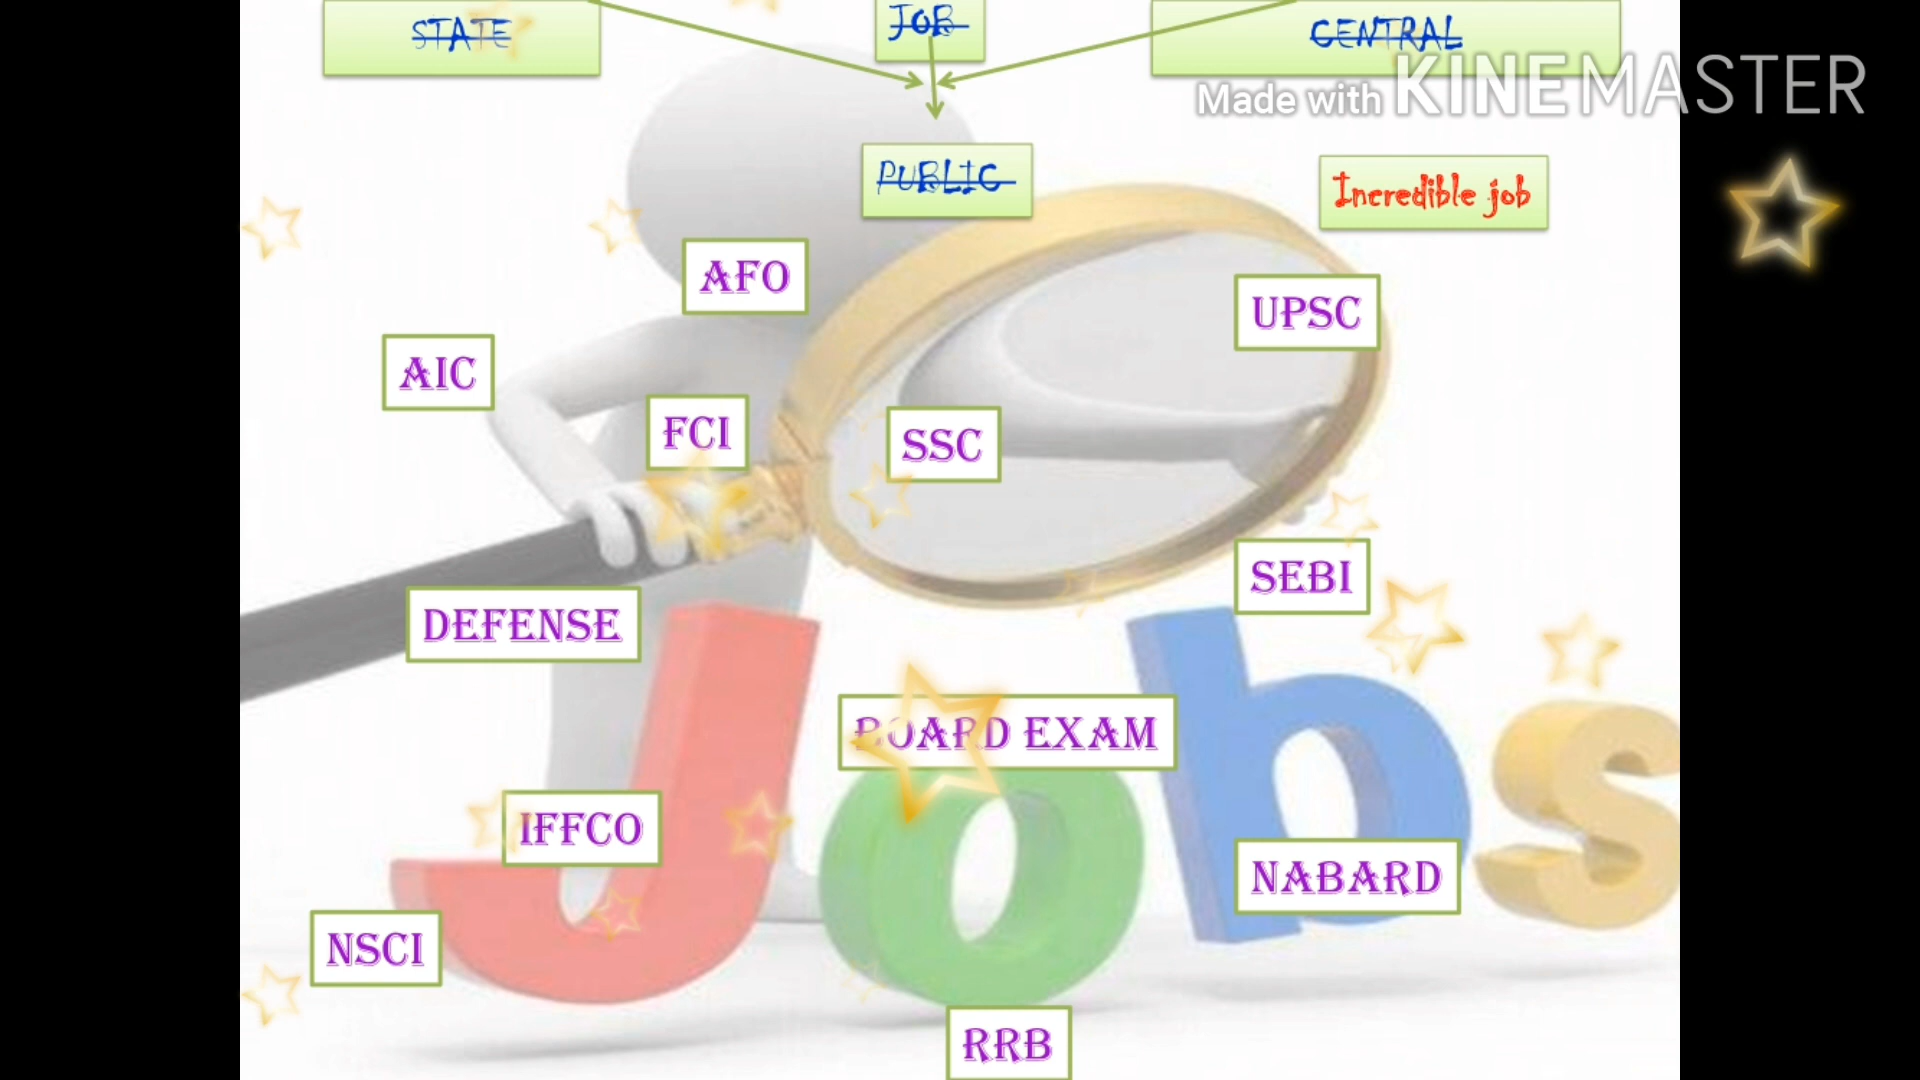 STATE
JOB
CENTRAL
Made with KINEMASTER
PUBLIC
Incredible job
AFO
UPSC
AIC
FCI
SSC
SEBI
DEFENSE
BOARD EXAM
IFFCO
NABARD
NSCI
RRB
Jobs